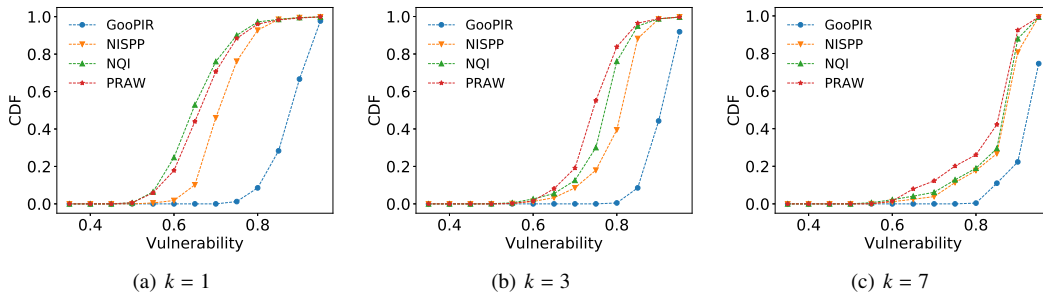 1.0
0.8
0.6
0.4
0.2
0.0
CDF
GooPIR
NISPP
NQI
PRAW
0.4 0.6 0.8
Vulnerability
(a) k = 1
1.0
0.8
0.6
0.4
0.2
0.0
CDF
GooPIR
NISPP
NQI
PRAW
0.4 0.6 0.8
Vulnerability
(b) k = 3
1.0
0.8
0.6
0.4
0.2
0.0
CDF
GooPIR
NISPP
NQI
PRAW
0.4 0.6 0.8
Vulnerability
(c) k = 7